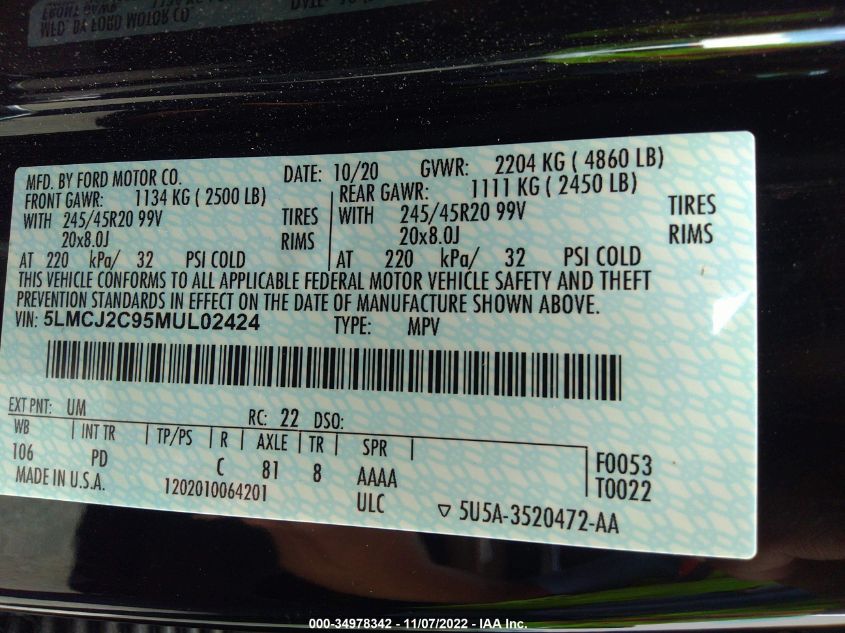 MFD. BY FORD MOTOR CO. DATE: 10/20 GVWR: 2204 KG ( 4860 LB)
FRONT GAWR: 1134 KG ( 2500 LB) REAR GAWR: 1111 KG ( 2450 LB)
WITH 245/45R20 99V TIRES WITH 245/45R20 99V TIRES
20x8.0J RIMS 20x8.0J RIMS
AT 220 kPa/ 32 PSI COLD AT 220 kPa/ 32 PSI COLD
THIS VEHICLE CONFORMS TO ALL APPLICABLE FEDERAL MOTOR VEHICLE SAFETY AND THEFT
PREVENTION STANDARDS IN EFFECT ON THE DATE OF MANUFACTURE SHOWN ABOVE.
VIN: 5LMCJ2C95MUL02424 TYPE: MPV
EXT PNT: UM RC: 22 DSO:
WB INT TR TP/PS R AXLE TR SPR
106 PD C 81 8 AAAA F0053
MADE IN U.S.A. 1202010064201 ULC T0022
▽ 5U5A-3520472-AA
000-34978342 - 11/07/2022 - IAA Inc.